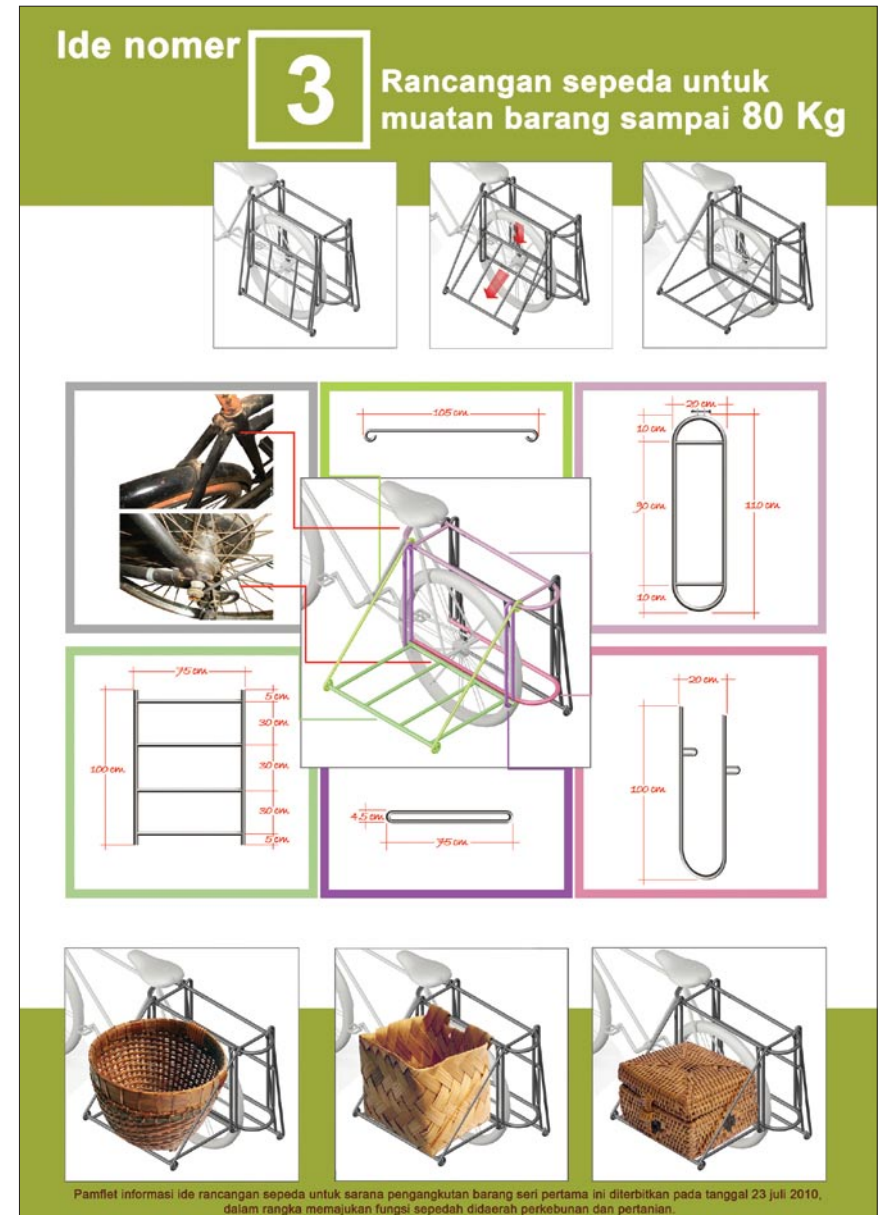 Ide nomer
3
Rancangan sepeda untuk
muatan barang sampai 80 Kg
105 cm
20 cm
10 cm
90 cm
110 cm
10 cm
75 cm
5 cm
30 cm
100 cm
30 cm
30 cm
5 cm
4.5 cm
75 cm
20 cm
100 cm
Pamflet informasi ide rancangan sepeda untuk sarana pengangkutan barang seri pertama ini diterbitkan pada tanggal 23 juli 2010,
dalam rangka memajukan fungsi sepedah didaerah perkebunan dan pertanian.